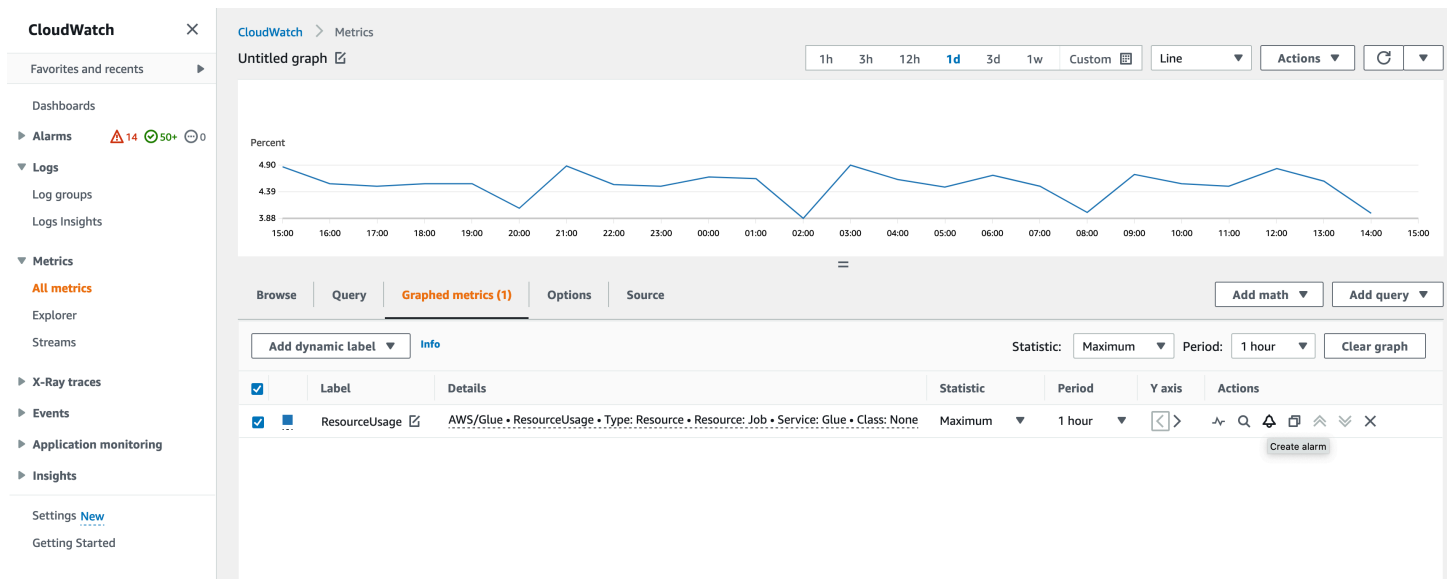 CloudWatch
Favorites and recents
Dashboards
Alarms 14 50+ 0
Logs
Log groups
Logs Insights
Metrics
All metrics
Explorer
Streams
X-Ray traces
Events
Application monitoring
Insights
Settings New
Getting Started
CloudWatch Metrics
Untitled graph
1h 3h 12h 1d 3d 1w Custom Line Actions
Percent
4.90
4.39
3.88
15:00 16:00 17:00 18:00 19:00 20:00 21:00 22:00 23:00 00:00 01:00 02:00 03:00 04:00 05:00 06:00 07:00 08:00 09:00 10:00 11:00 12:00 13:00 14:00 15:00
Browse Query Graphed metrics (1) Options Source Add math Add query
Add dynamic label Info Statistic: Maximum Period: 1 hour Clear graph
Label Details Statistic Period Y axis Actions
ResourceUsage AWS/Glue • ResourceUsage • Type: Resource • Resource: Job • Service: Glue • Class: None Maximum 1 hour
Create alarm